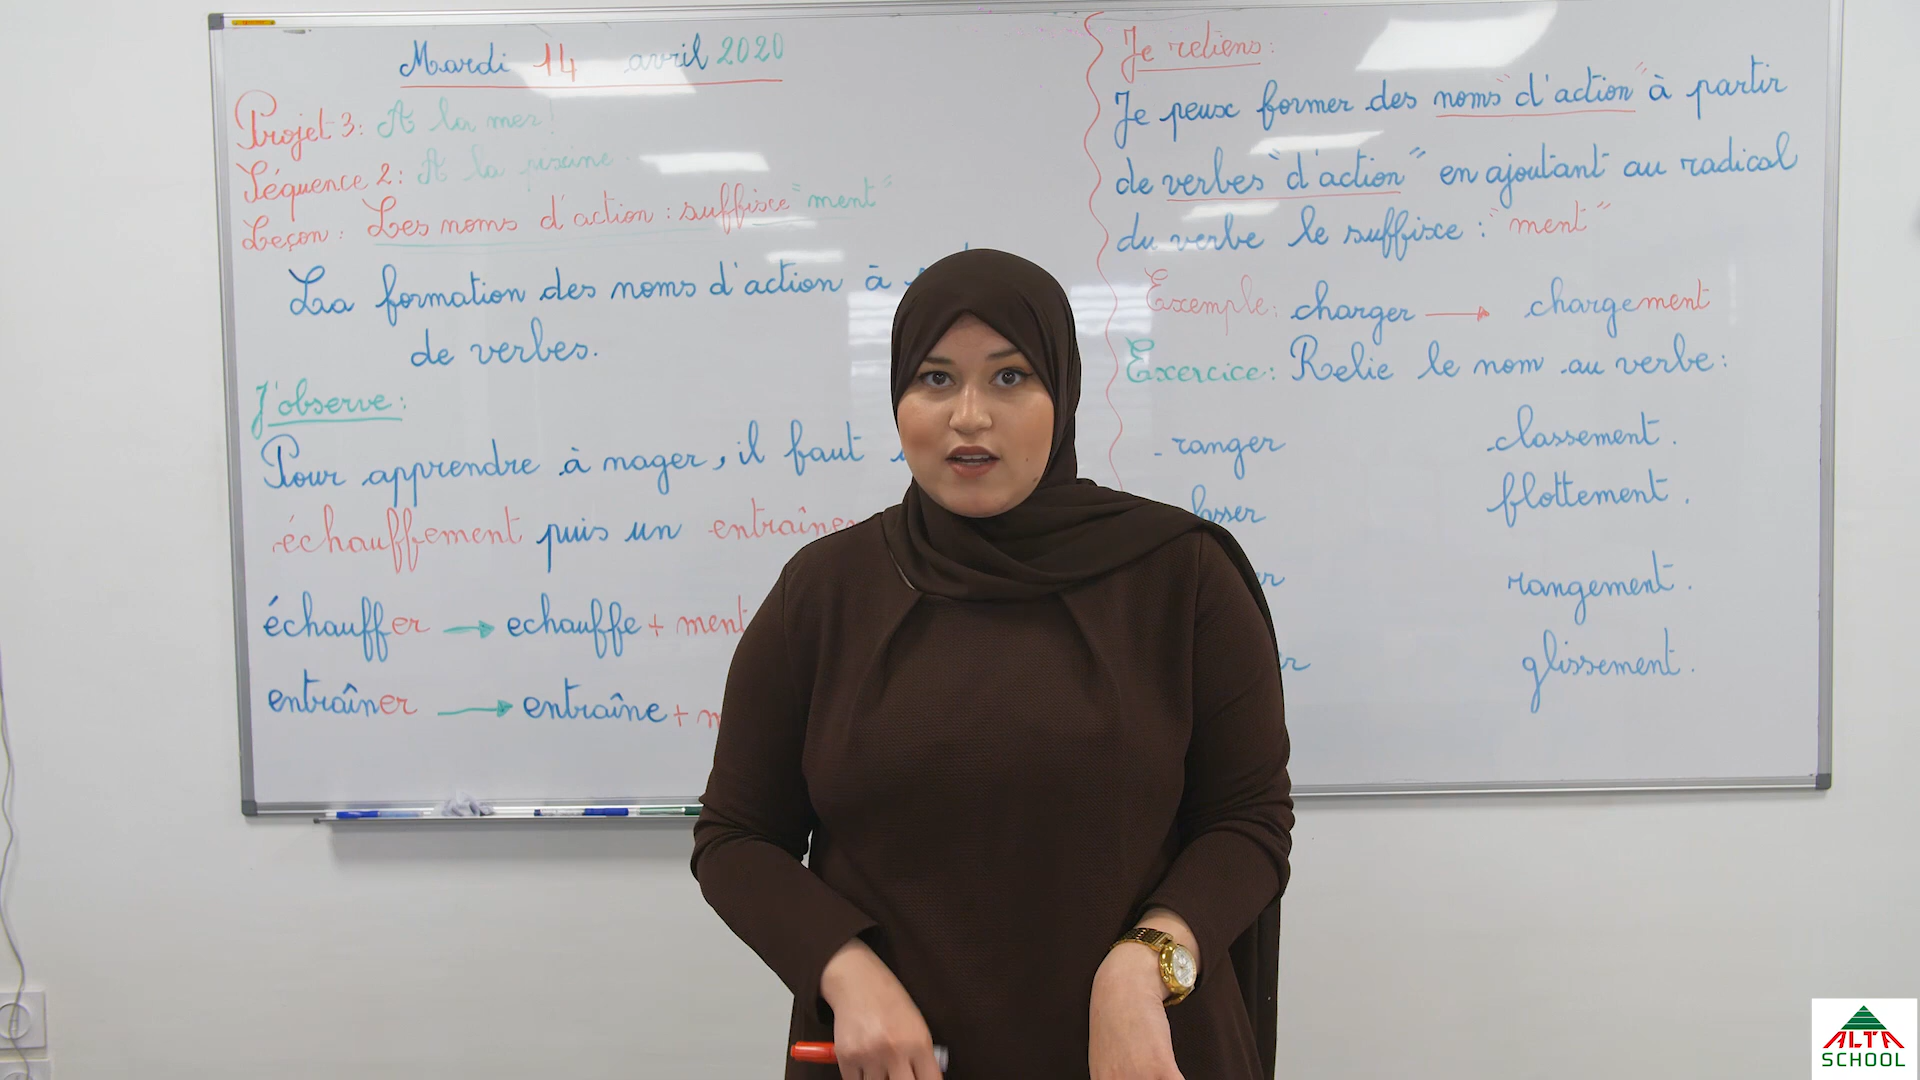 Mardi 14 avril 2020
Projet 3: A la mer!
Séquence 2: A la piscine.
Leçon: Les noms d'action: suffixe "ment"
La formation des noms d'action à
de verbes.
J'observe:
Pour apprendre à nager, il faut
échauffement puis un
échauffer → echauffe + ment
entraîner → entraîne +
Je retiens:
Je peux former des noms "d'action" à partir
de verbes "d'action" en ajoutant au radical
du verbe le suffixe: "ment"
Exemple: charger → chargement
Exercice: Relie le nom au verbe:
- ranger classement.
flottement.
rangement.
glissement.
ALTA
SCHOOL